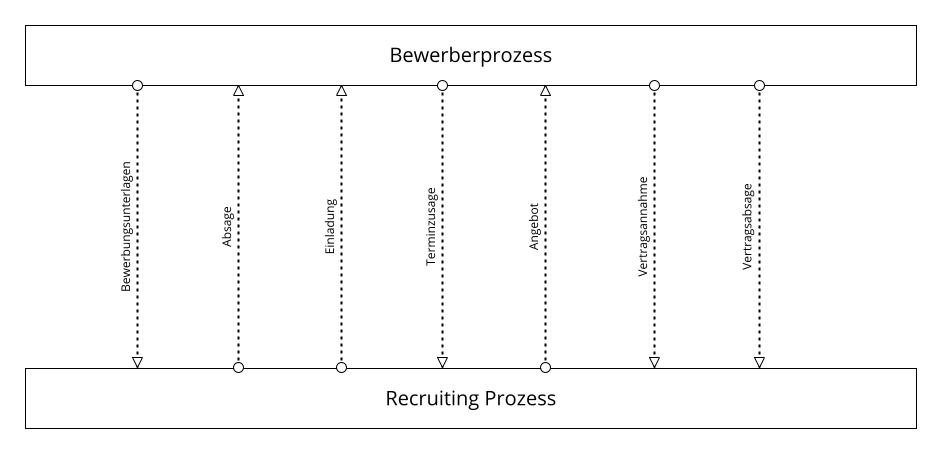 Bewerberprozess
Bewerbungsunterlagen
Absage
Einladung
Terminzusage
Angebot
Vertragsannahme
Vertragsabsage
Recruiting Prozess